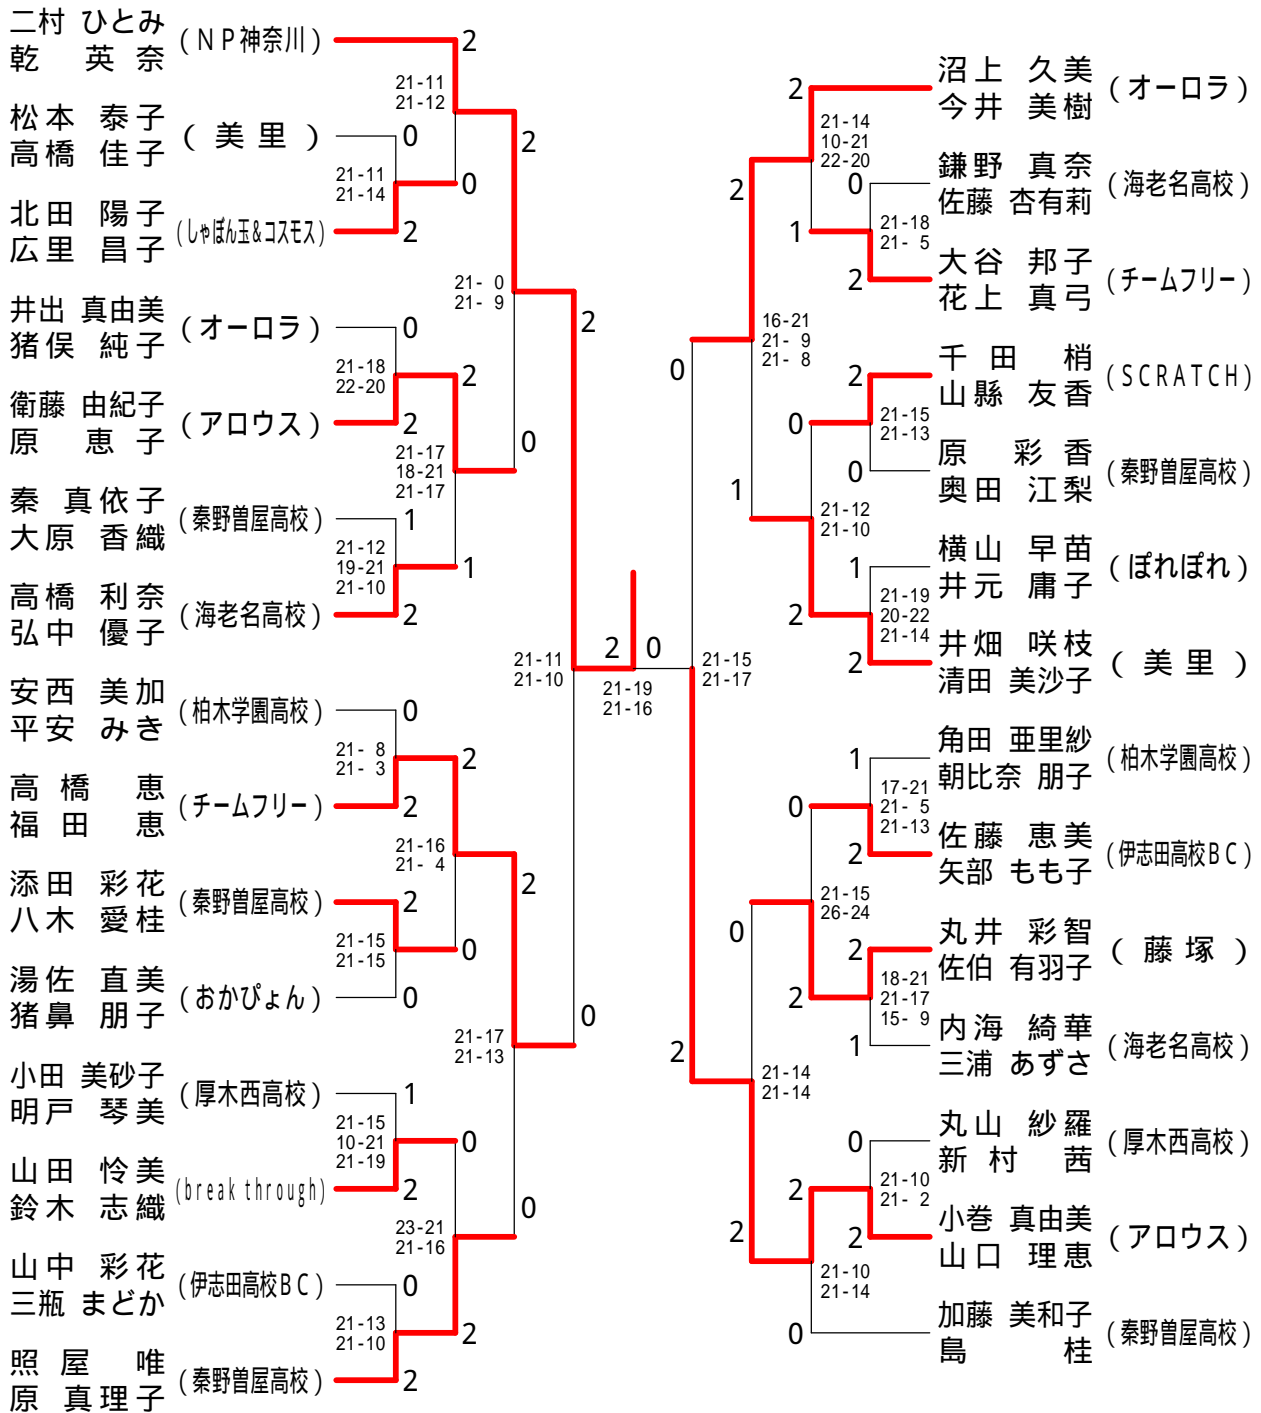 二村 ひとみ
乾 英奈
(ＮＰ神奈川)
2
21-11
21-12
松本 泰子
高橋 佳子
(美里)
0
2
21-11
21-14
0
北田 陽子
広里 昌子
(しゃぼん玉&コスモス)
2
21- 0
21- 9
井出 真由美
猪俣 純子
(オーロラ)
0
2
21-18
22-20
2
衛藤 由紀子
原 恵子
(アロウス)
2
21-17
18-21
21-17
0
秦 真依子
大原 香織
(秦野曽屋高校)
1
21-12
19-21
21-10
1
高橋 利奈
弘中 優子
(海老名高校)
2
21-11
21-10
安西 美加
平安 みき
(柏木学園高校)
0
21- 8
21- 3
2
高橋 恵
福田 恵
(チームフリー)
2
21-16
21- 4
2
添田 彩花
八木 愛桂
(秦野曽屋高校)
2
21-15
21-15
0
湯佐 直美
猪鼻 朋子
(おかぴょん)
0
0
21-17
21-13
小田 美砂子
明戸 琴美
(厚木西高校)
1
21-15
10-21
21-19
0
山田 怜美
鈴木 志織
(break through)
2
23-21
21-16
0
山中 彩花
三瓶 まどか
(伊志田高校ＢＣ)
0
21-13
21-10
2
照屋 唯
原 真理子
(秦野曽屋高校)
2
2 0
21-19
21-16
沼上 久美
今井 美樹
(オーロラ)
2
21-14
10-21
22-20
2
鎌野 真奈
佐藤 杏有莉
(海老名高校)
0
21-18
21- 5
1
大谷 邦子
花上 真弓
(チームフリー)
2
16-21
21- 9
21- 8
0
千田 梢
山縣 友香
(ＳＣＲＡＴＣＨ)
2
21-15
21-13
0
原 彩香
奥田 江梨
(秦野曽屋高校)
0
1
21-12
21-10
横山 早苗
井元 庸子
(ぽれぽれ)
1
21-19
20-22
21-14
2
井畑 咲枝
清田 美沙子
(美里)
2
21-15
21-17
角田 亜里紗
朝比奈 朋子
(柏木学園高校)
1
17-21
21- 5
21-13
0
佐藤 恵美
矢部 もも子
(伊志田高校ＢＣ)
2
21-15
26-24
0
丸井 彩智
佐伯 有羽子
(藤塚)
2
18-21
21-17
15- 9
2
内海 綺華
三浦 あずさ
(海老名高校)
1
2
21-14
21-14
丸山 紗羅
新村 茜
(厚木西高校)
0
21-10
21- 2
2
小巻 真由美
山口 理恵
(アロウス)
2
2
21-10
21-14
加藤 美和子
島 桂
(秦野曽屋高校)
0